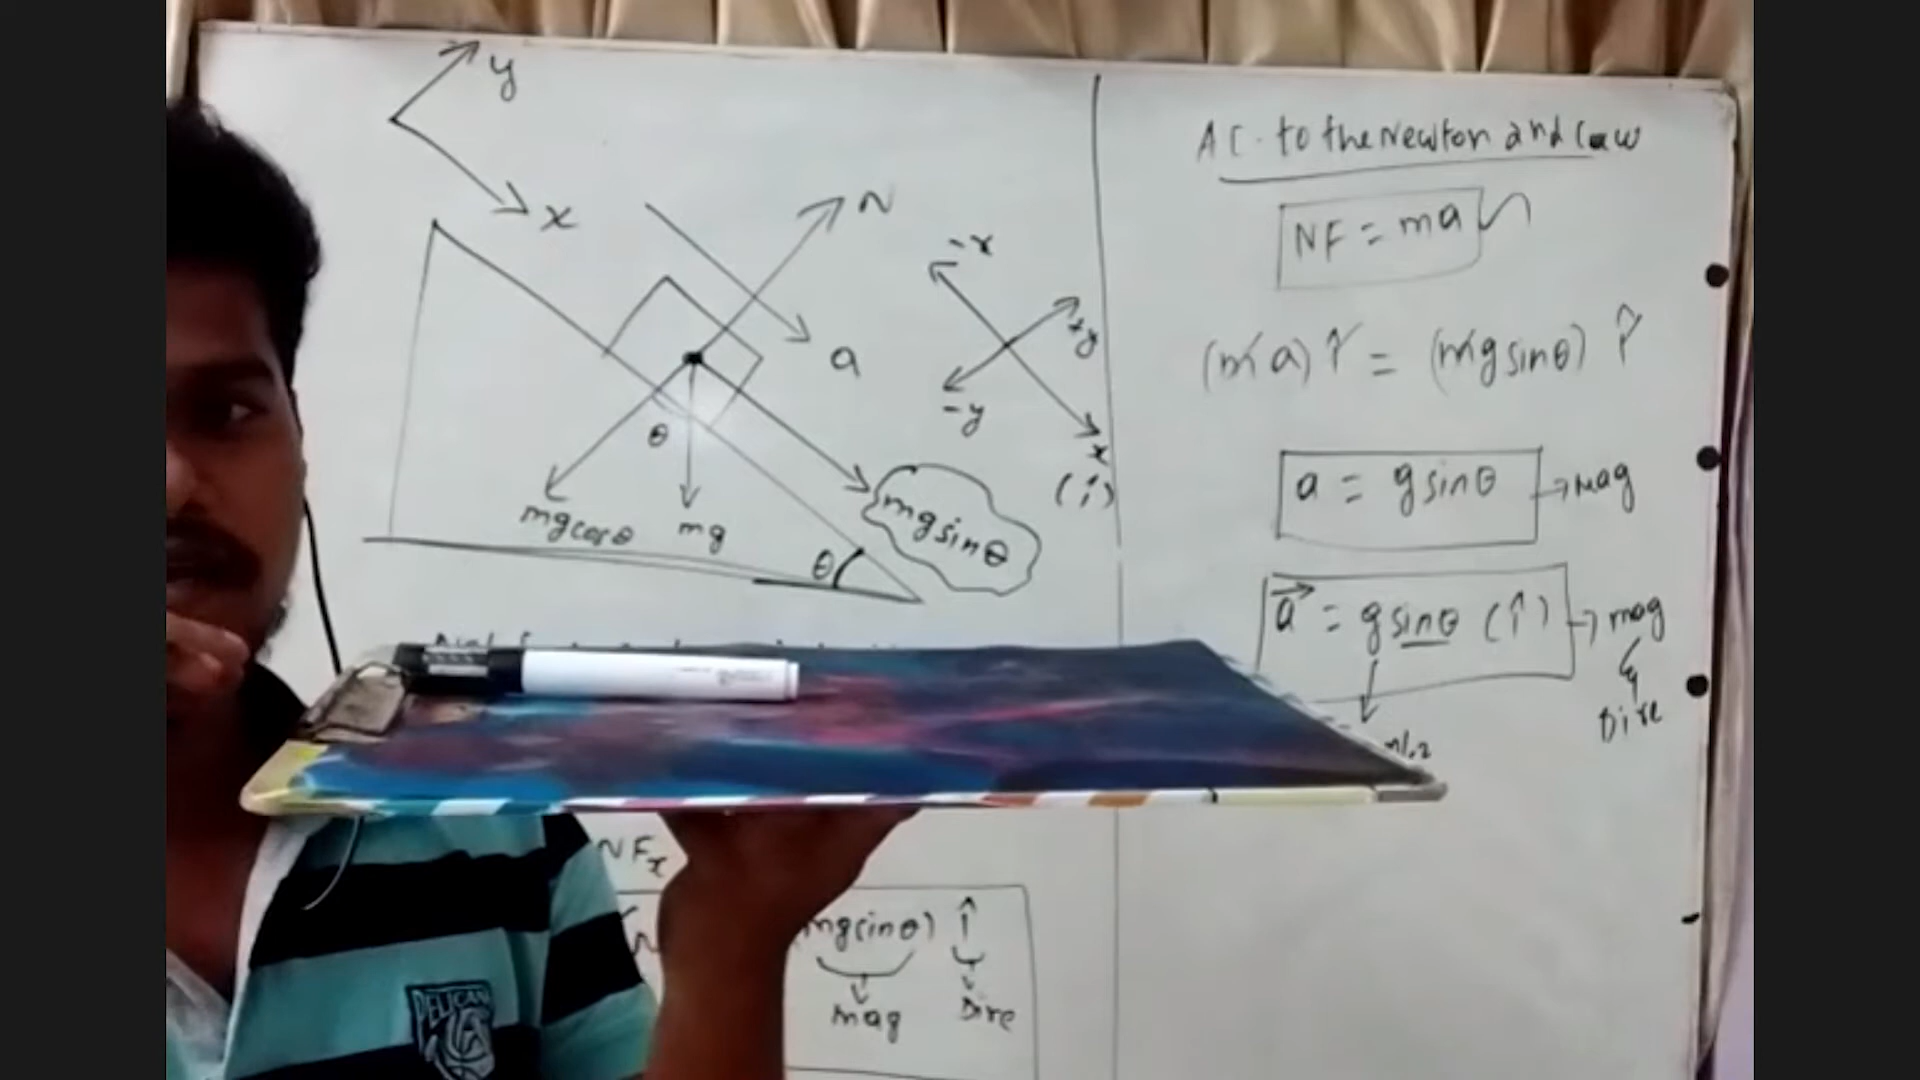 y
x
N
a
-x
+y
-y
x
(î)
θ
mgcosθ
mg
mgsinθ
θ
NFx
mgsinθ) î
mag
Dire
AC. to the Newton 2nd Law
NF = ma
(ma) î = (mgsinθ) î
a = gsinθ → mag
a = gsinθ (î) → mag
&
Dire
PELICAN